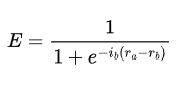 E = \frac{1}{1 + e^{-i_b(r_a - r_b)}}